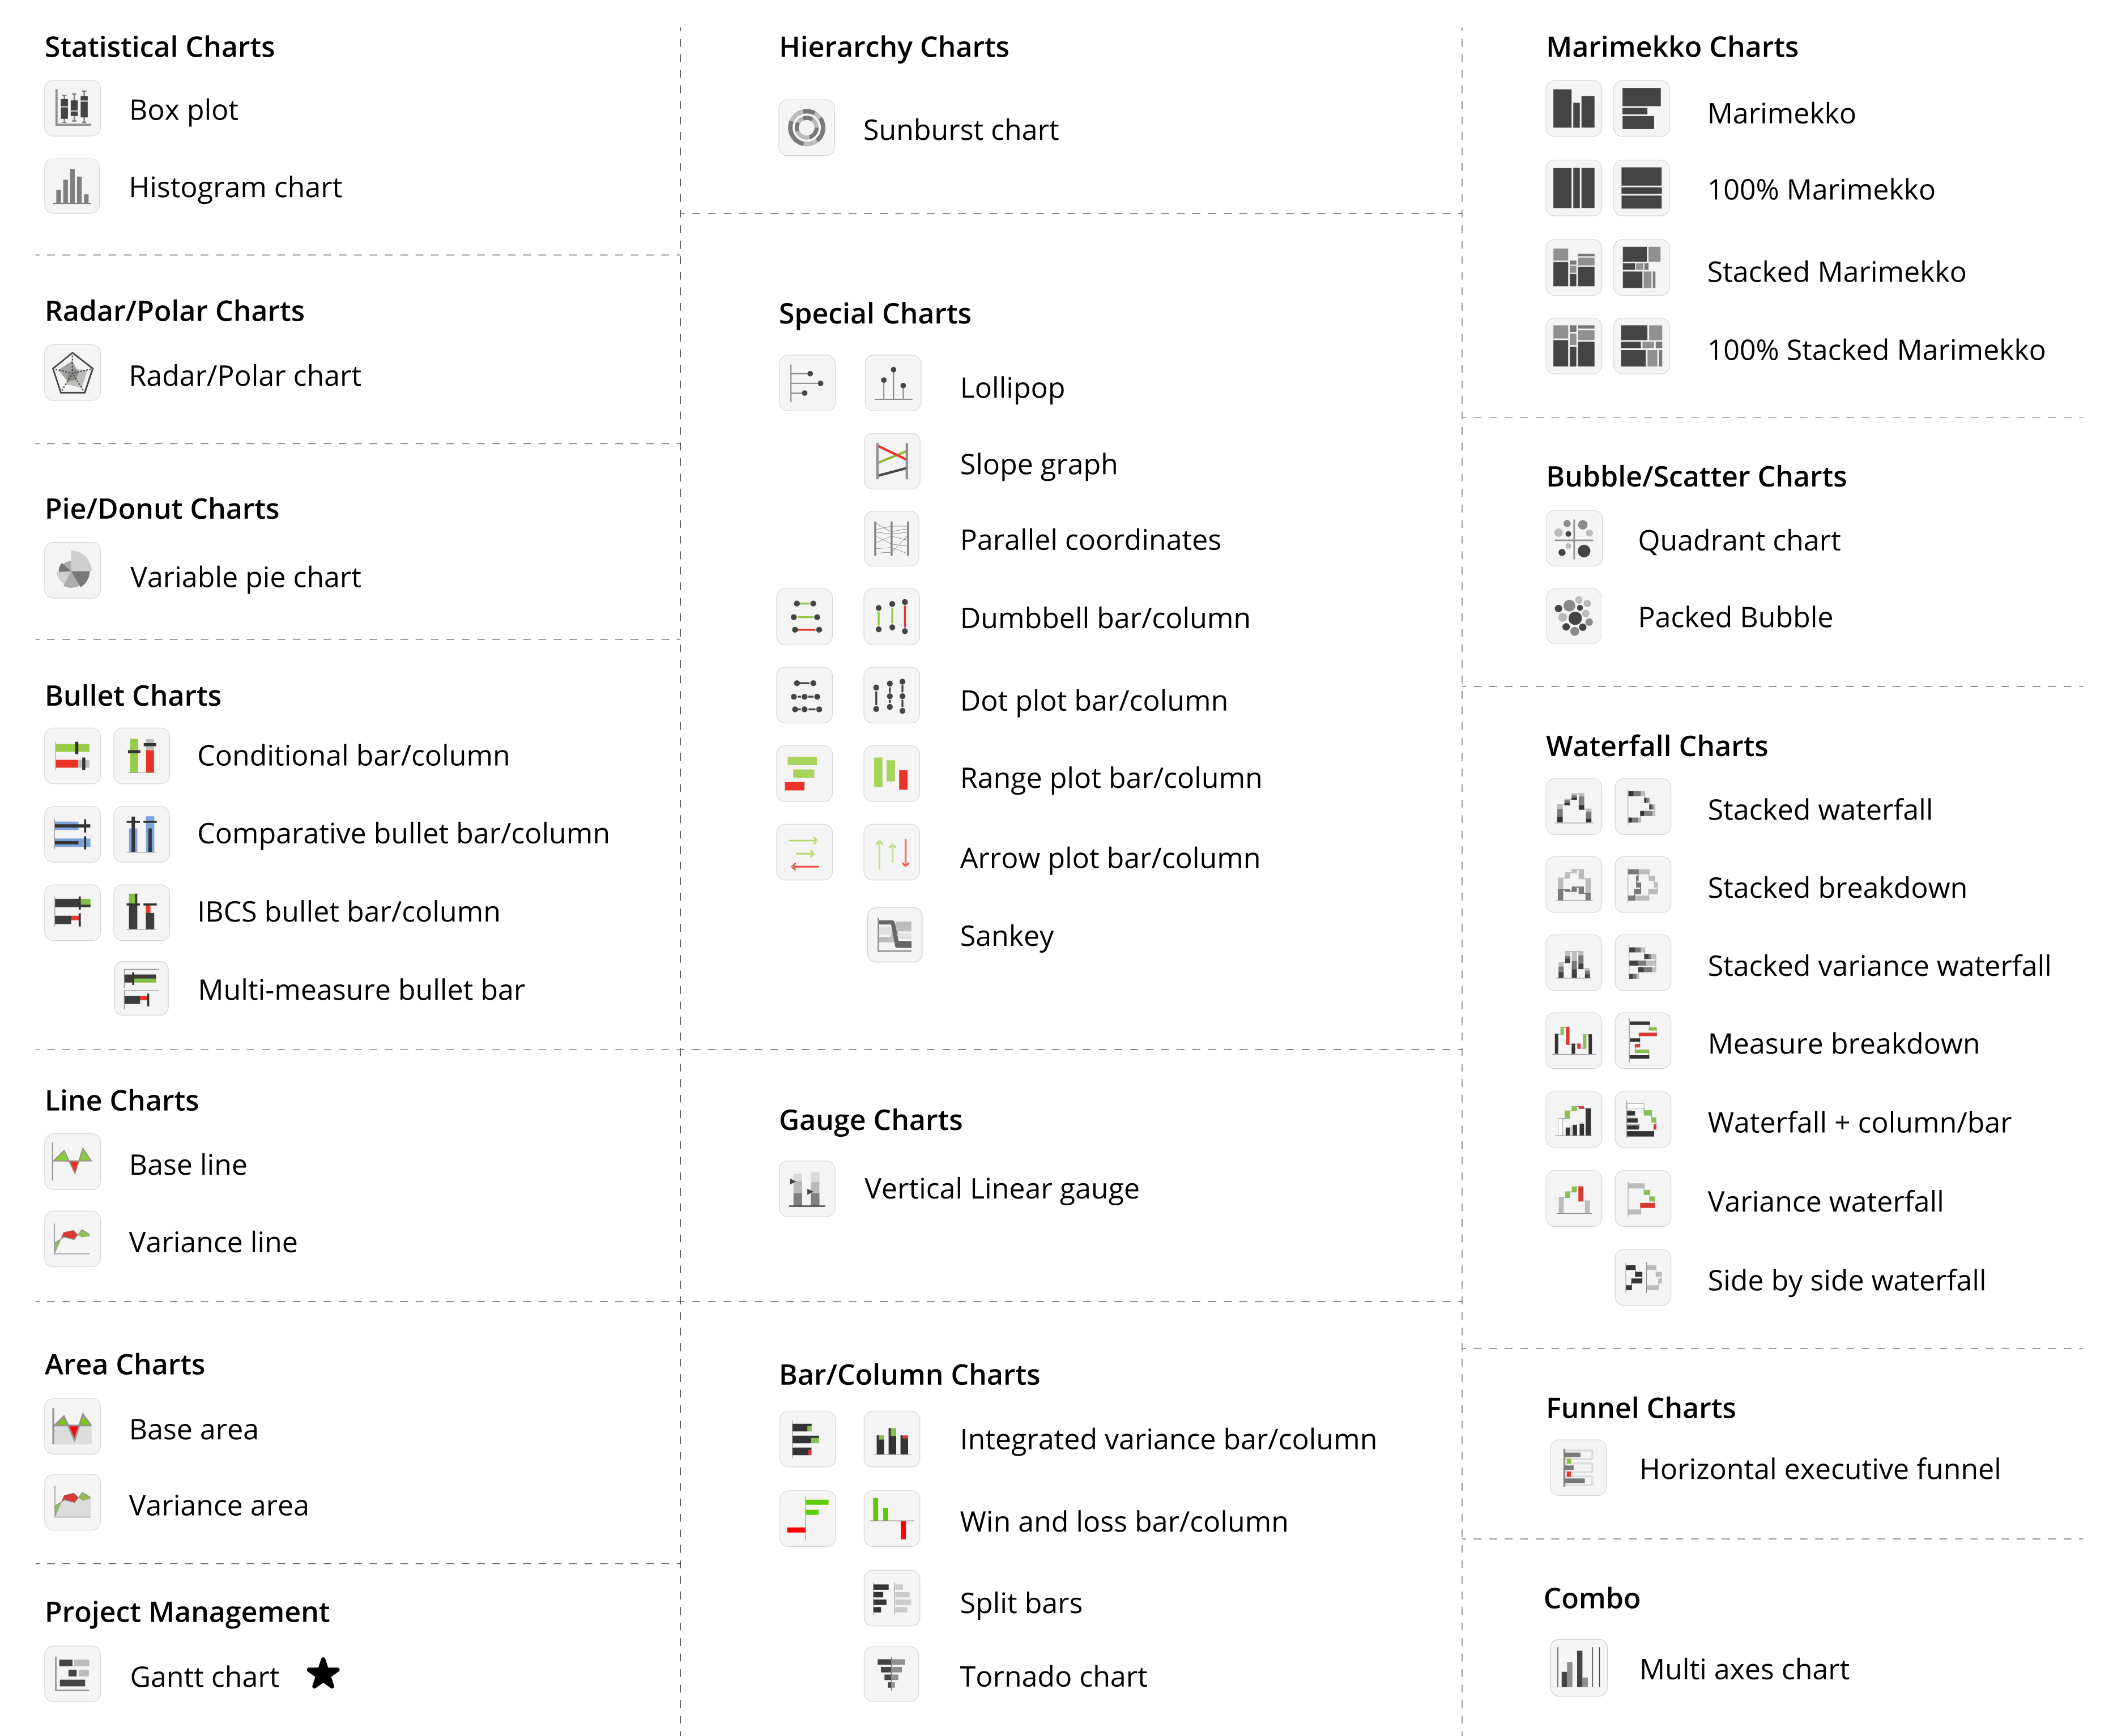 Statistical Charts
Box plot
Histogram chart
Radar/Polar Charts
Radar/Polar chart
Pie/Donut Charts
Variable pie chart
Bullet Charts
Conditional bar/column
Comparative bullet bar/column
IBCS bullet bar/column
Multi-measure bullet bar
Line Charts
Base line
Variance line
Area Charts
Base area
Variance area
Project Management
Gantt chart
Hierarchy Charts
Sunburst chart
Special Charts
Lollipop
Slope graph
Parallel coordinates
Dumbbell bar/column
Dot plot bar/column
Range plot bar/column
Arrow plot bar/column
Sankey
Gauge Charts
Vertical Linear gauge
Bar/Column Charts
Integrated variance bar/column
Win and loss bar/column
Split bars
Tornado chart
Marimekko Charts
Marimekko
100% Marimekko
Stacked Marimekko
100% Stacked Marimekko
Bubble/Scatter Charts
Quadrant chart
Packed Bubble
Waterfall Charts
Stacked waterfall
Stacked breakdown
Stacked variance waterfall
Measure breakdown
Waterfall + column/bar
Variance waterfall
Side by side waterfall
Funnel Charts
Horizontal executive funnel
Combo
Multi axes chart